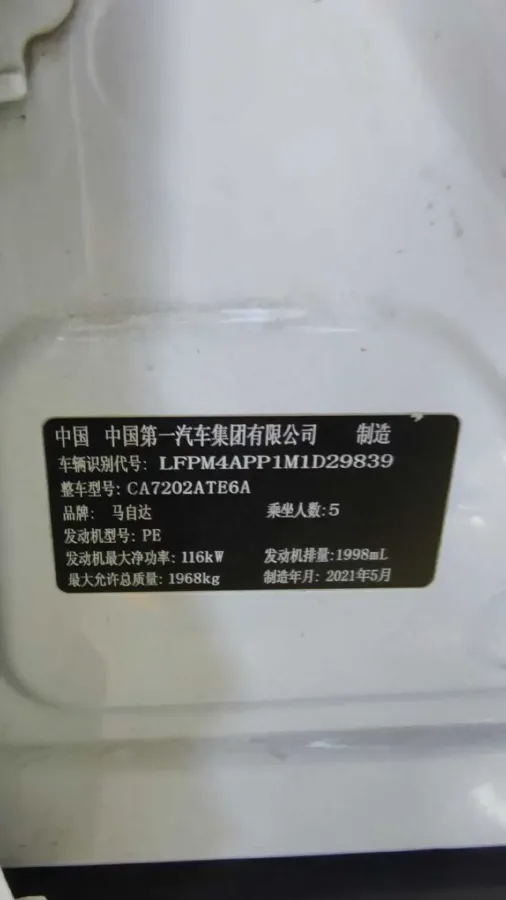 中国 中国第一汽车集团有限公司 制造
车辆识别代号: LFPM4APP1M1D29839
整车型号: CA7202ATE6A
品牌: 马自达 乘坐人数: 5
发动机型号: PE
发动机最大净功率: 116kW 发动机排量:1998mL
最大允许总质量: 1968kg 制造年月: 2021年5月